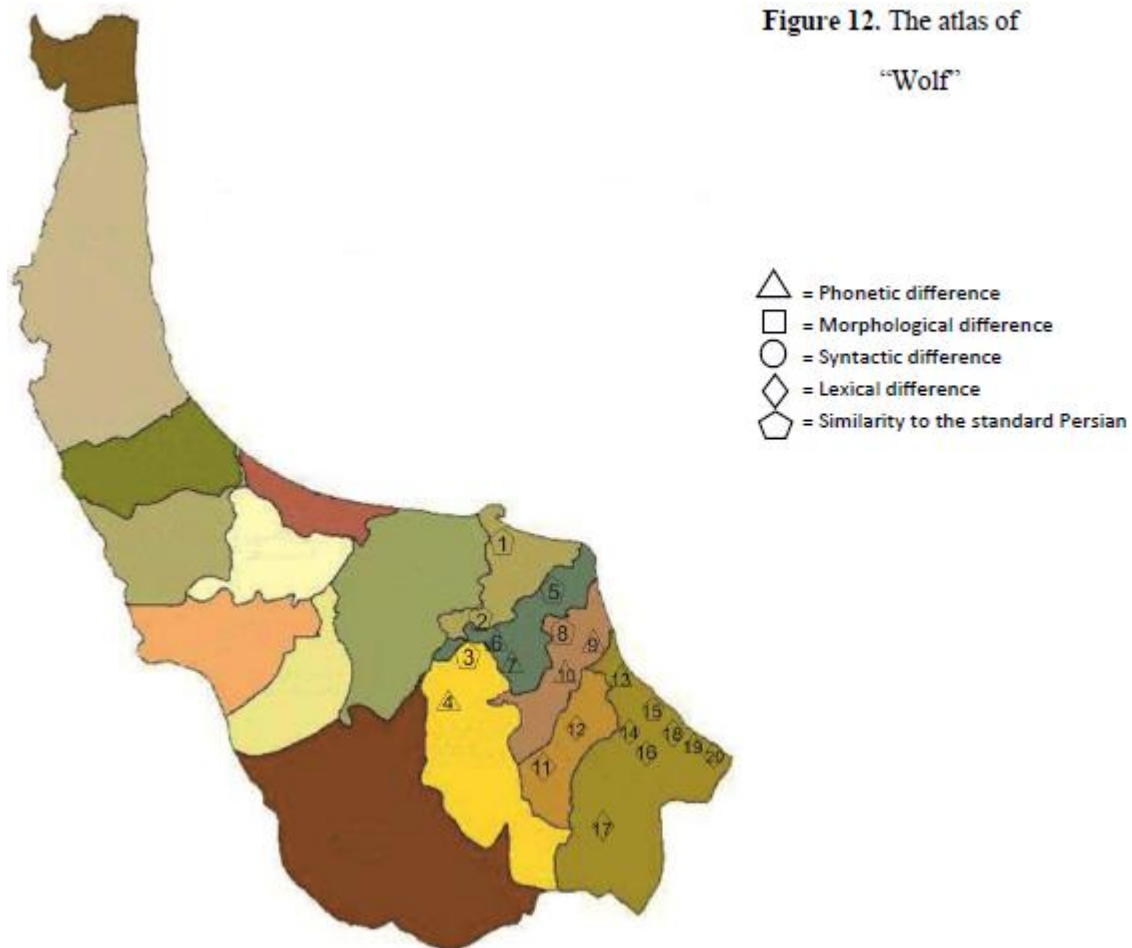 Figure 12. The atlas of
“Wolf”
= Phonetic difference
= Morphological difference
= Syntactic difference
= Lexical difference
= Similarity to the standard Persian
1
5
2
6
8
9
3
7
10
13
4
15
12
14
18
16
19
20
11
17